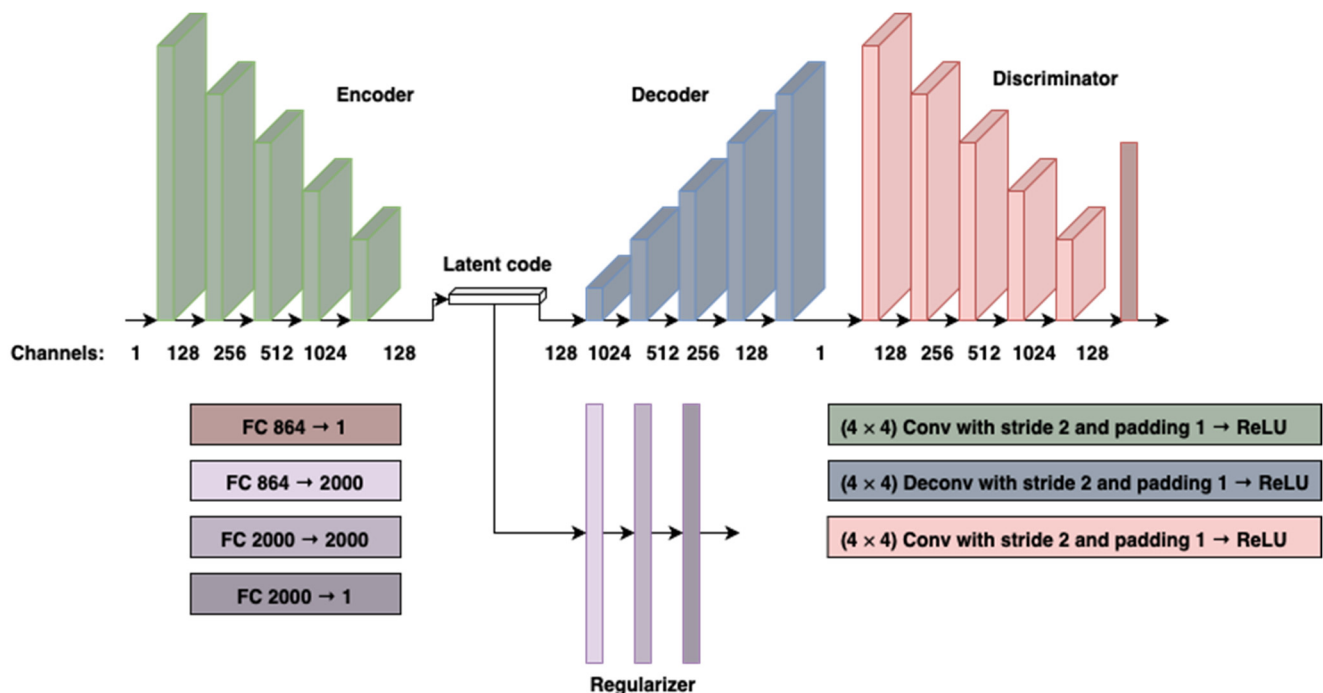 Encoder
Decoder
Discriminator
Latent code
Channels: 1 128 256 512 1024 128 128 1024 512 256 128 1 128 256 512 1024 128
FC 864 → 1
FC 864 → 2000
FC 2000 → 2000
FC 2000 → 1
(4 × 4) Conv with stride 2 and padding 1 → ReLU
(4 × 4) Deconv with stride 2 and padding 1 → ReLU
(4 × 4) Conv with stride 2 and padding 1 → ReLU
Regularizer